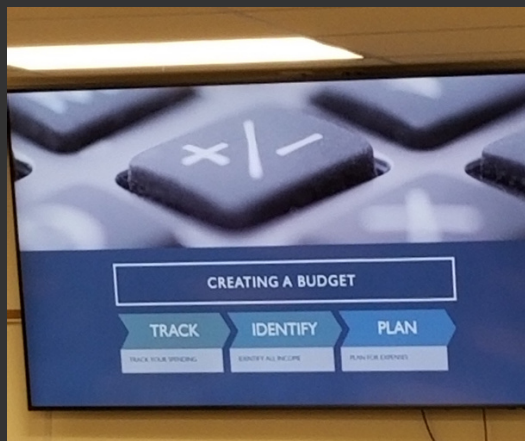 CREATING A BUDGET
TRACK
IDENTIFY
PLAN
TRACK YOUR SPENDING
IDENTIFY ALL INCOME
PLAN FOR EXPENSES